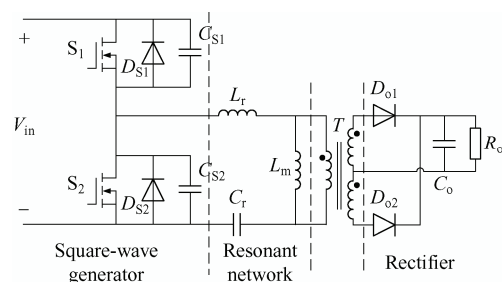 +
S1
DS1
CS1
Vin
Lr
Lm
T
Do1
Co
Ro
S2
DS2
CS2
−
Cr
Do2
Square-wave
generator
Resonant
network
Rectifier